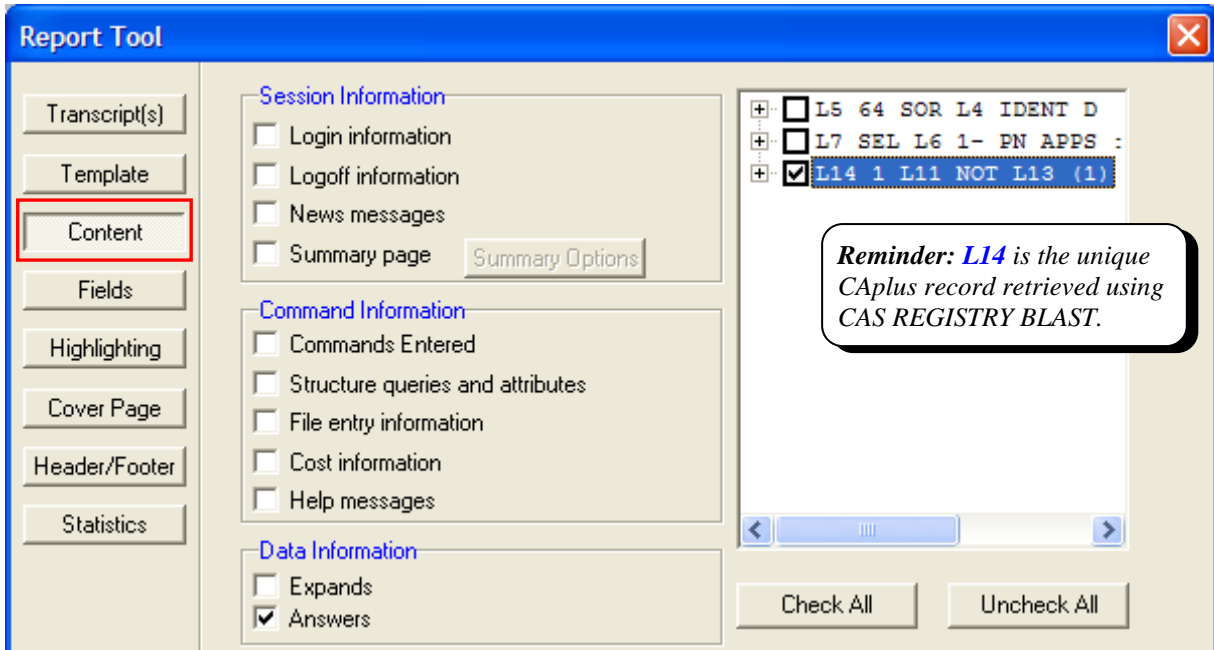 Report Tool
Transcript(s)
Template
Content
Fields
Highlighting
Cover Page
Header/Footer
Statistics
Session Information
Login information
Logoff information
News messages
Summary page
Summary Options
Command Information
Commands Entered
Structure queries and attributes
File entry information
Cost information
Help messages
Data Information
Expands
Answers
L5 64 SOR L4 IDENT D
L7 SEL L6 1- PN APPS :
L14 1 L11 NOT L13 (1)
Reminder: L14 is the unique
CAplus record retrieved using
CAS REGISTRY BLAST.
Check All
Uncheck All